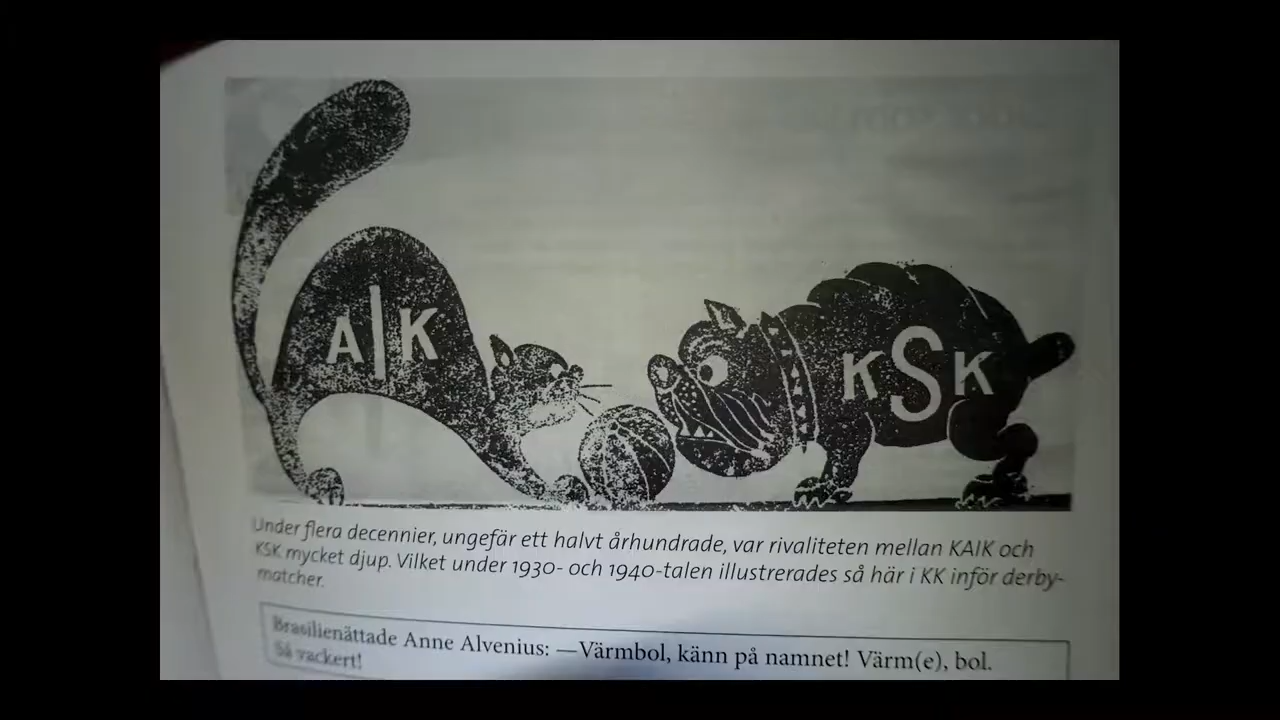 AIK
KSK
Under flera decennier, ungefär ett halvt århundrade, var rivaliteten mellan KAIK och
KSK mycket djup. Vilket under 1930- och 1940-talen illustrerades så här i KK inför derby-
matcher.
Brasilienättade Anne Alvenius: —Värmbol, känn på namnet! Värm(e), bol.
Så vackert!